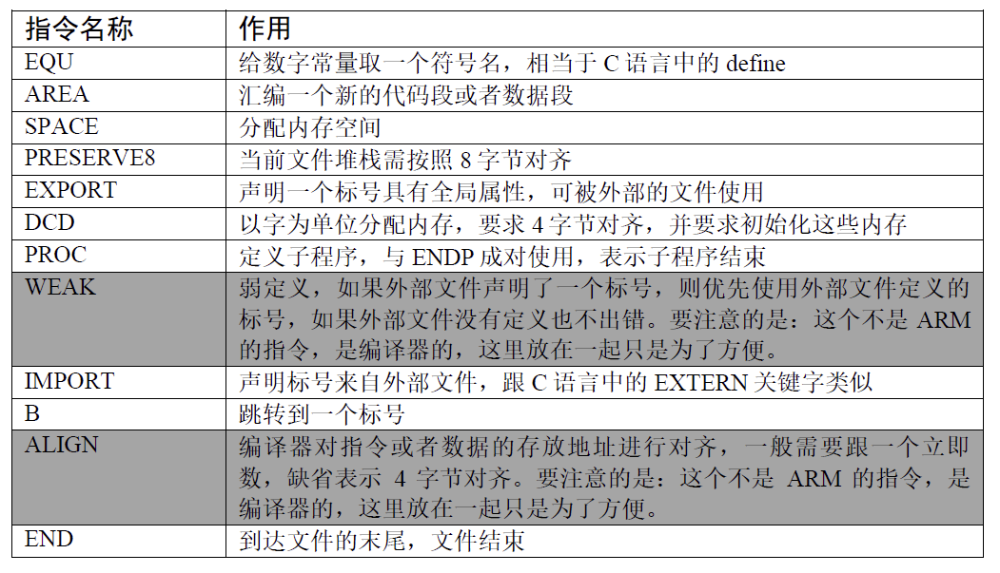 指令名称 作用
EQU 给数字常量取一个符号名，相当于 C 语言中的 define
AREA 汇编一个新的代码段或者数据段
SPACE 分配内存空间
PRESERVE8 当前文件堆栈需按照 8 字节对齐
EXPORT 声明一个标号具有全局属性，可被外部的文件使用
DCD 以字为单位分配内存，要求 4 字节对齐，并要求初始化这些内存
PROC 定义子程序，与 ENDP 成对使用，表示子程序结束
WEAK 弱定义，如果外部文件声明了一个标号，则优先使用外部文件定义的
标号，如果外部文件没有定义也不出错。要注意的是：这个不是 ARM
的指令，是编译器的，这里放在一起只是为了方便。
IMPORT 声明标号来自外部文件，跟 C 语言中的 EXTERN 关键字类似
B 跳转到一个标号
ALIGN 编译器对指令或者数据的存放地址进行对齐，一般需要跟一个立即
数，缺省表示 4 字节对齐。要注意的是：这个不是 ARM 的指令，是
编译器的，这里放在一起只是为了方便。
END 到达文件的末尾，文件结束